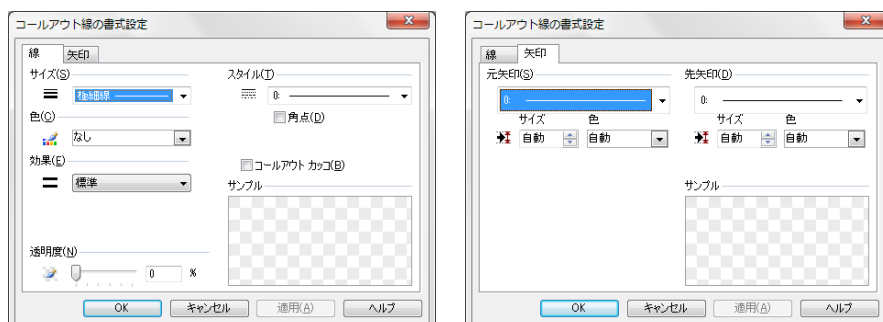 コールアウト線の書式設定
線 矢印
サイズ(S)
極細線
色(C)
なし
効果(E)
標準
透明度(N)
0 %
スタイル(T)
0:
角点(D)
コールアウト カッコ(B)
サンプル
OK キャンセル 適用(A) ヘルプ
コールアウト線の書式設定
線 矢印
元矢印(S)
0:
サイズ 色
自動 自動
先矢印(D)
0:
サイズ 色
自動 自動
サンプル
OK キャンセル 適用(A) ヘルプ